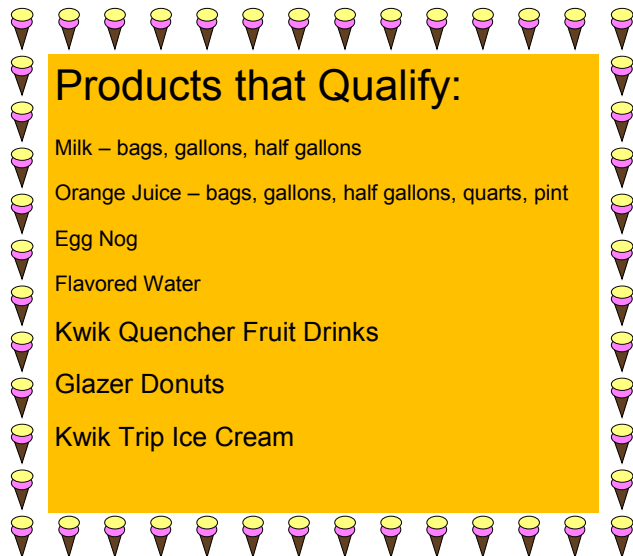 Products that Qualify:
Milk – bags, gallons, half gallons
Orange Juice – bags, gallons, half gallons, quarts, pint
Egg Nog
Flavored Water
Kwik Quencher Fruit Drinks
Glazer Donuts
Kwik Trip Ice Cream